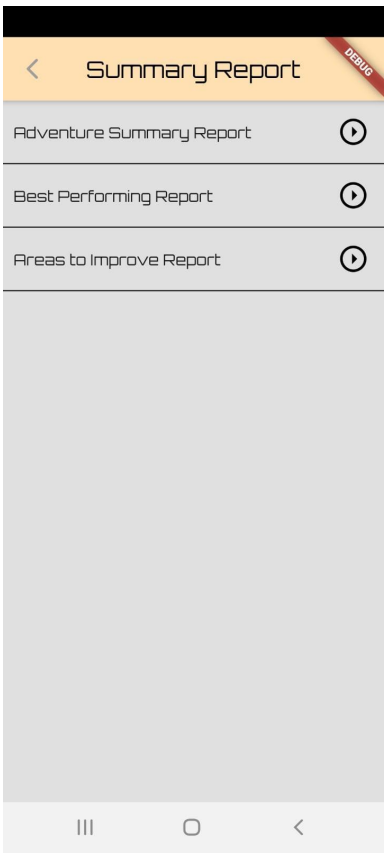 Summary Report
DEBUG
Adventure Summary Report
Best Performing Report
Areas to Improve Report